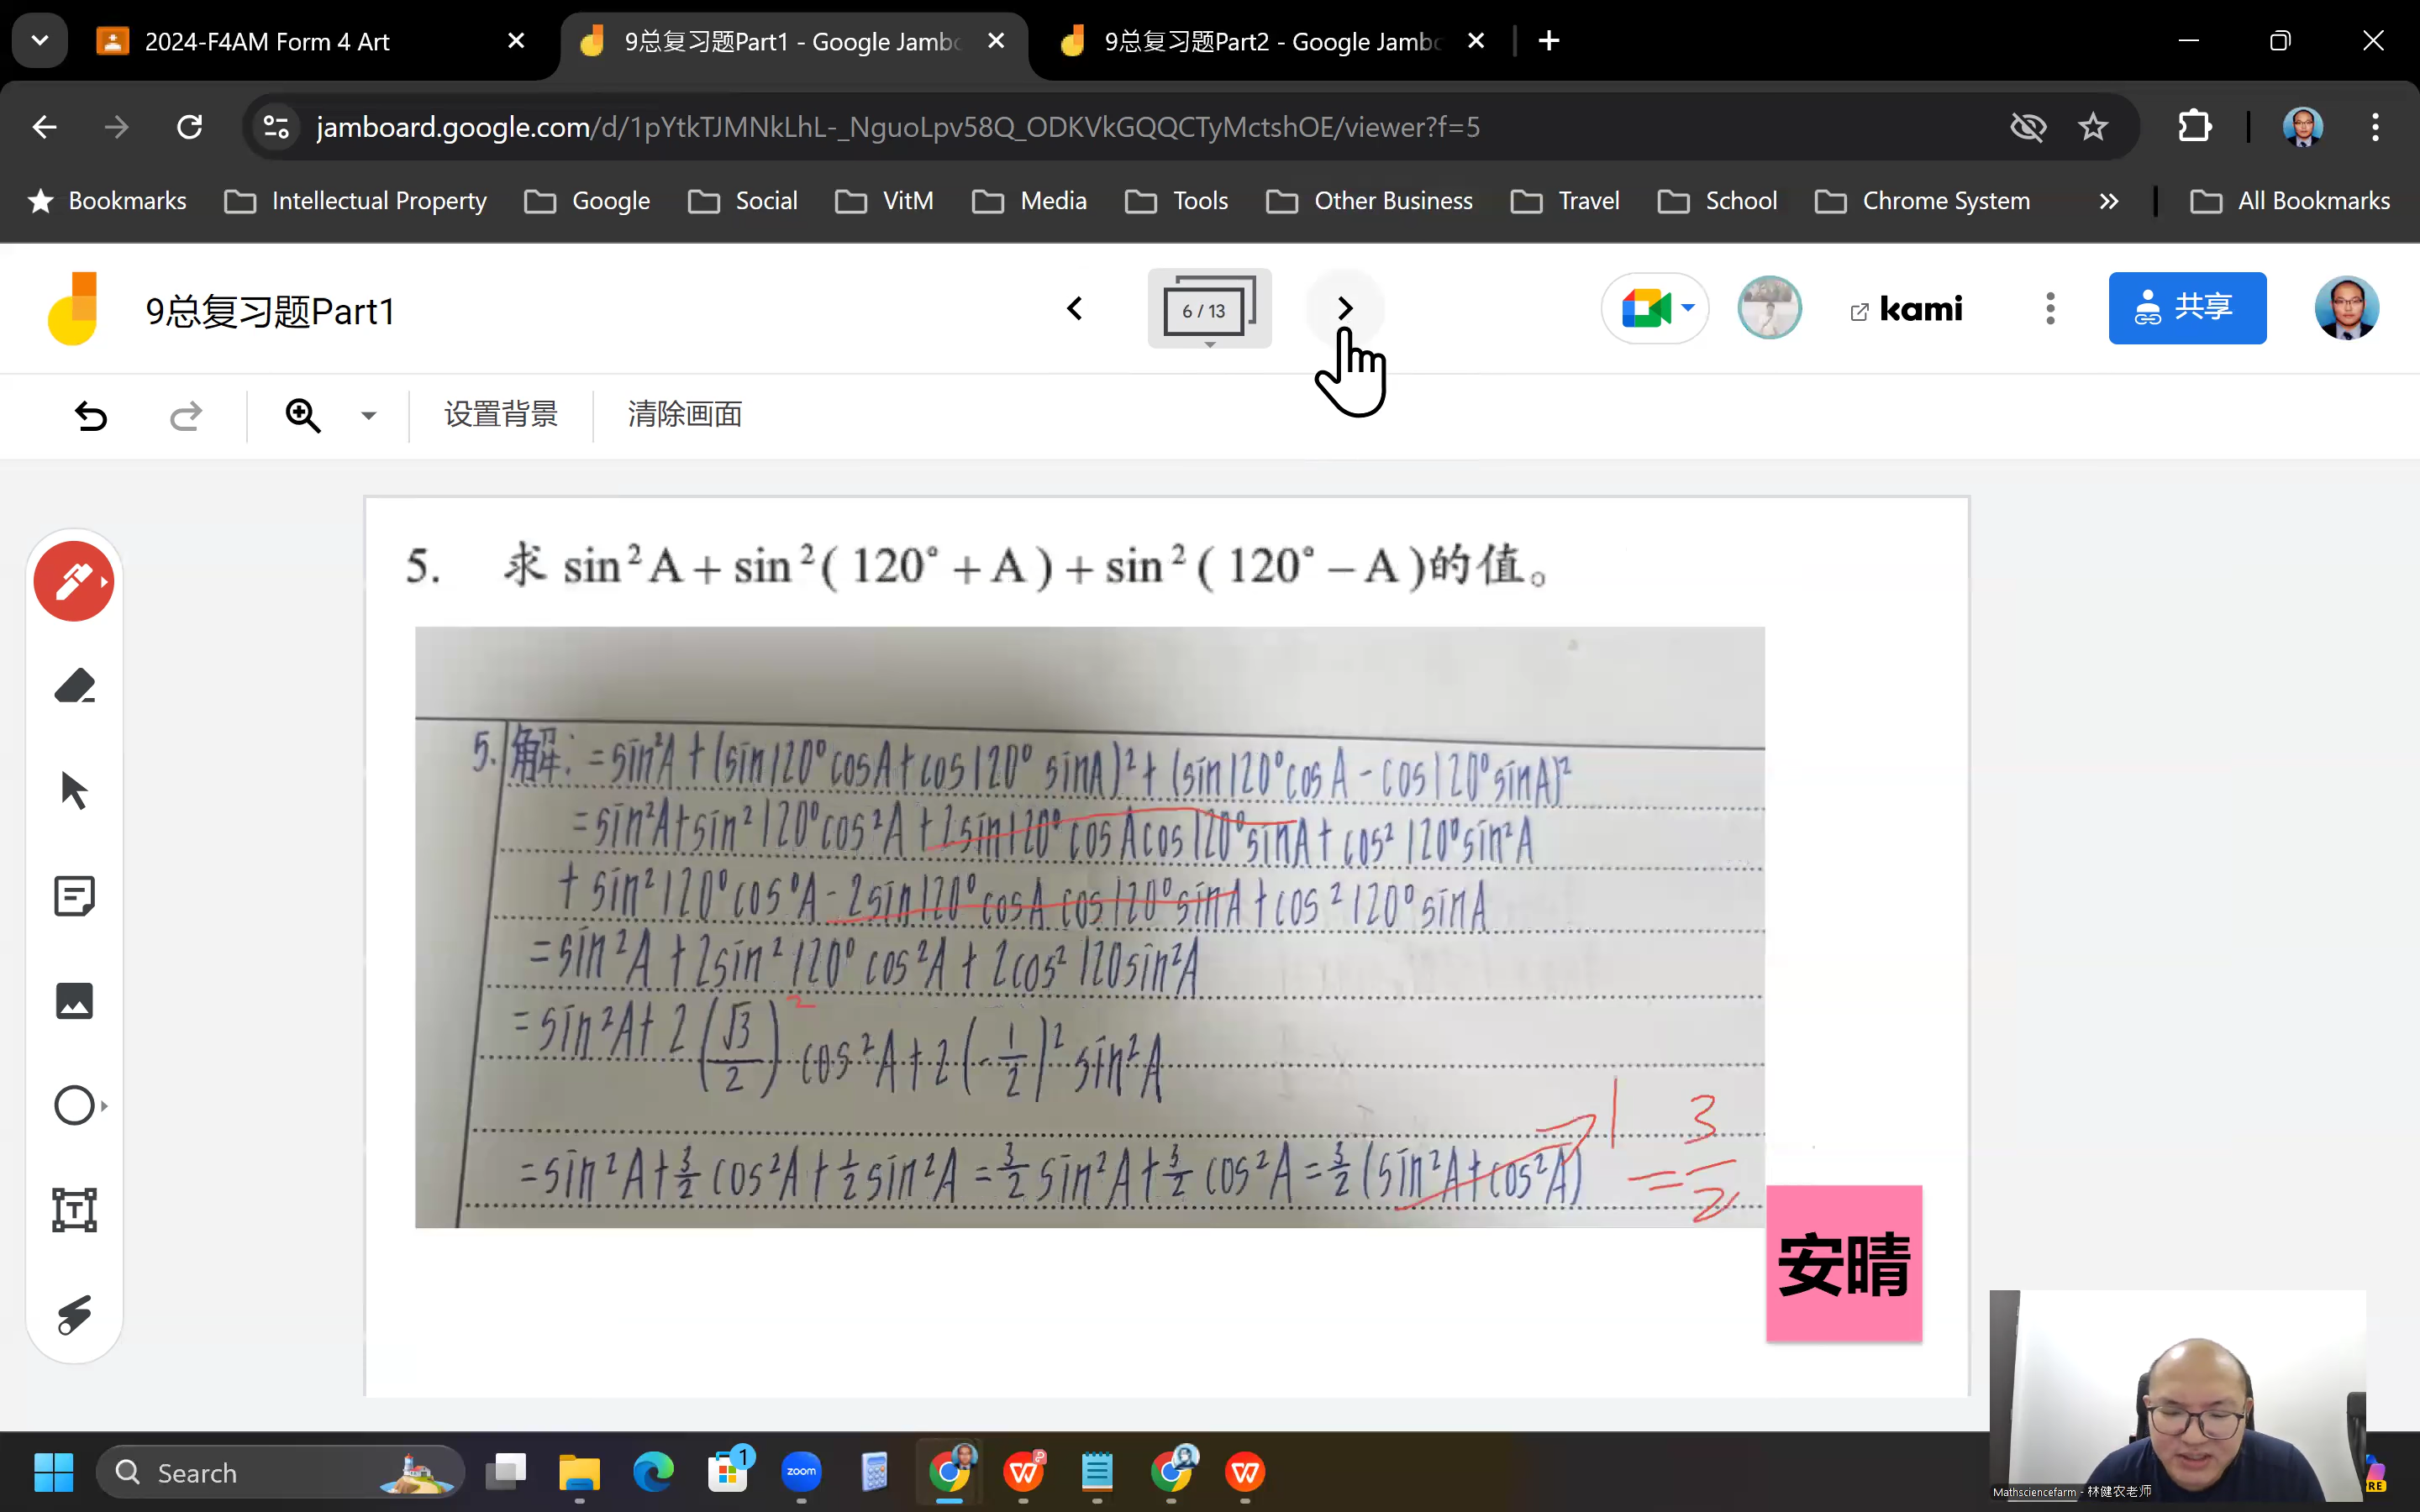 2024-F4AM Form 4 Art
9总复习题Part1 - Google Jambo
9总复习题Part2 - Google Jambo
jamboard.google.com/d/1pYtkTJMNkLhL-_NguoLpv58Q_ODKVkGQQCTyMctshOE/viewer?f=5
Bookmarks Intellectual Property Google Social VitM Media Tools Other Business Travel School Chrome System All Bookmarks
9总复习题Part1
6 / 13
kami
共享
设置背景 清除画面
5. 求 sin²A + sin²( 120° + A ) + sin²( 120° − A )的值。
5. 解: = sin²A + (sin120°cosA + cos120° sinA)² + (sin120°cosA - cos120°sinA)²
= sin²A + sin²120°cos²A + 2sin120°cosAcos120°sinA + cos²120°sin²A
+ sin²120°cos²A - 2sin120°cosA cos120°sinA + cos²120°sinA
= sin²A + 2sin²120° cos²A + 2cos²120sin²A
= sin²A + 2(√3/2)² cos²A + 2(-1/2)² sin²A
= sin²A + 3/2 cos²A + 1/2 sin²A = 3/2 sin²A + 3/2 cos²A = 3/2 (sin²A + cos²A) 1 = 3/2
安晴
Search
1
zoom
Mathsciencefarm - 林健农老师
RE